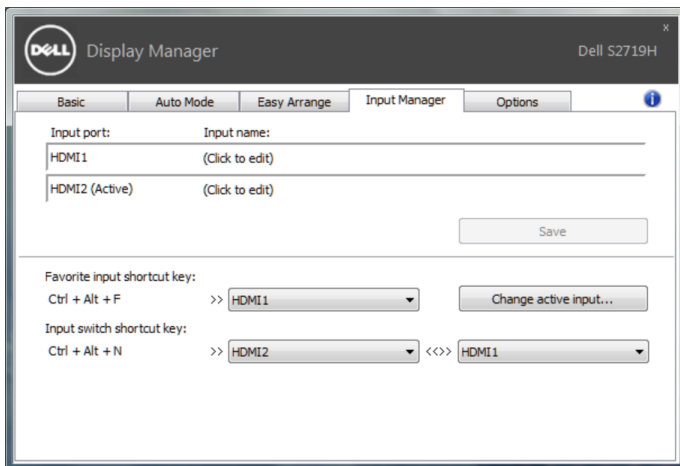 x
DELL Display Manager Dell S2719H
Basic Auto Mode Easy Arrange Input Manager Options i
Input port: Input name:
HDMI1 (Click to edit)
HDMI2 (Active) (Click to edit)
Save
Favorite input shortcut key:
Ctrl + Alt + F >> HDMI1 Change active input...
Input switch shortcut key:
Ctrl + Alt + N >> HDMI2 <<>> HDMI1